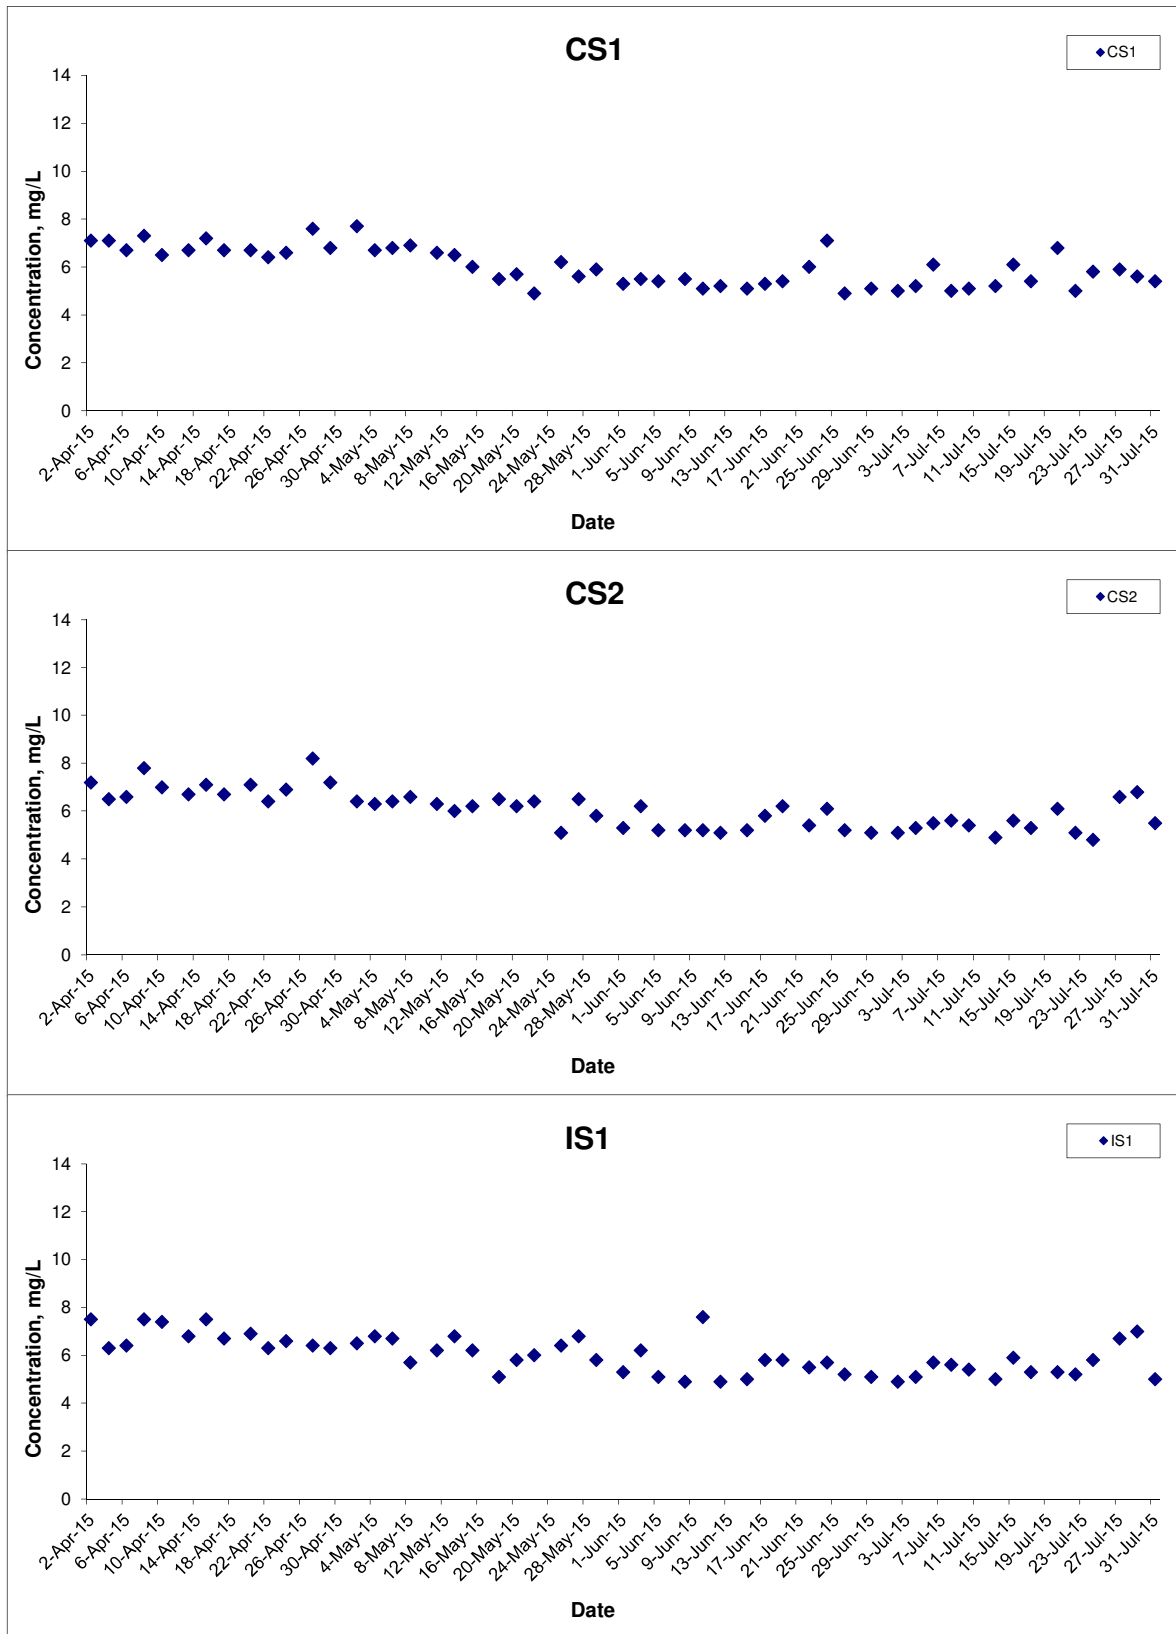 CS1
CS1
14
12
10
8
6
4
2
0
Concentration, mg/L
2-Apr-15
6-Apr-15
10-Apr-15
14-Apr-15
18-Apr-15
22-Apr-15
26-Apr-15
30-Apr-15
4-May-15
8-May-15
12-May-15
16-May-15
20-May-15
24-May-15
28-May-15
1-Jun-15
5-Jun-15
9-Jun-15
13-Jun-15
17-Jun-15
21-Jun-15
25-Jun-15
29-Jun-15
3-Jul-15
7-Jul-15
11-Jul-15
15-Jul-15
19-Jul-15
23-Jul-15
27-Jul-15
31-Jul-15
Date
CS2
CS2
14
12
10
8
6
4
2
0
Concentration, mg/L
2-Apr-15
6-Apr-15
10-Apr-15
14-Apr-15
18-Apr-15
22-Apr-15
26-Apr-15
30-Apr-15
4-May-15
8-May-15
12-May-15
16-May-15
20-May-15
24-May-15
28-May-15
1-Jun-15
5-Jun-15
9-Jun-15
13-Jun-15
17-Jun-15
21-Jun-15
25-Jun-15
29-Jun-15
3-Jul-15
7-Jul-15
11-Jul-15
15-Jul-15
19-Jul-15
23-Jul-15
27-Jul-15
31-Jul-15
Date
IS1
IS1
14
12
10
8
6
4
2
0
Concentration, mg/L
2-Apr-15
6-Apr-15
10-Apr-15
14-Apr-15
18-Apr-15
22-Apr-15
26-Apr-15
30-Apr-15
4-May-15
8-May-15
12-May-15
16-May-15
20-May-15
24-May-15
28-May-15
1-Jun-15
5-Jun-15
9-Jun-15
13-Jun-15
17-Jun-15
21-Jun-15
25-Jun-15
29-Jun-15
3-Jul-15
7-Jul-15
11-Jul-15
15-Jul-15
19-Jul-15
23-Jul-15
27-Jul-15
31-Jul-15
Date